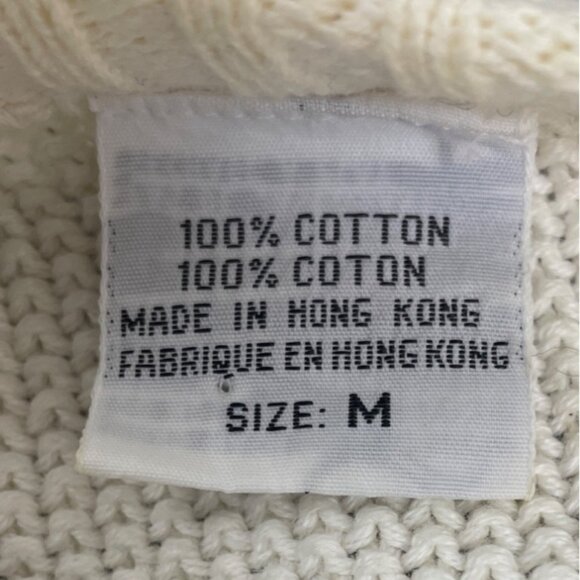 100% COTTON
100% COTON
MADE IN HONG KONG
FABRIQUE EN HONG KONG
SIZE: M